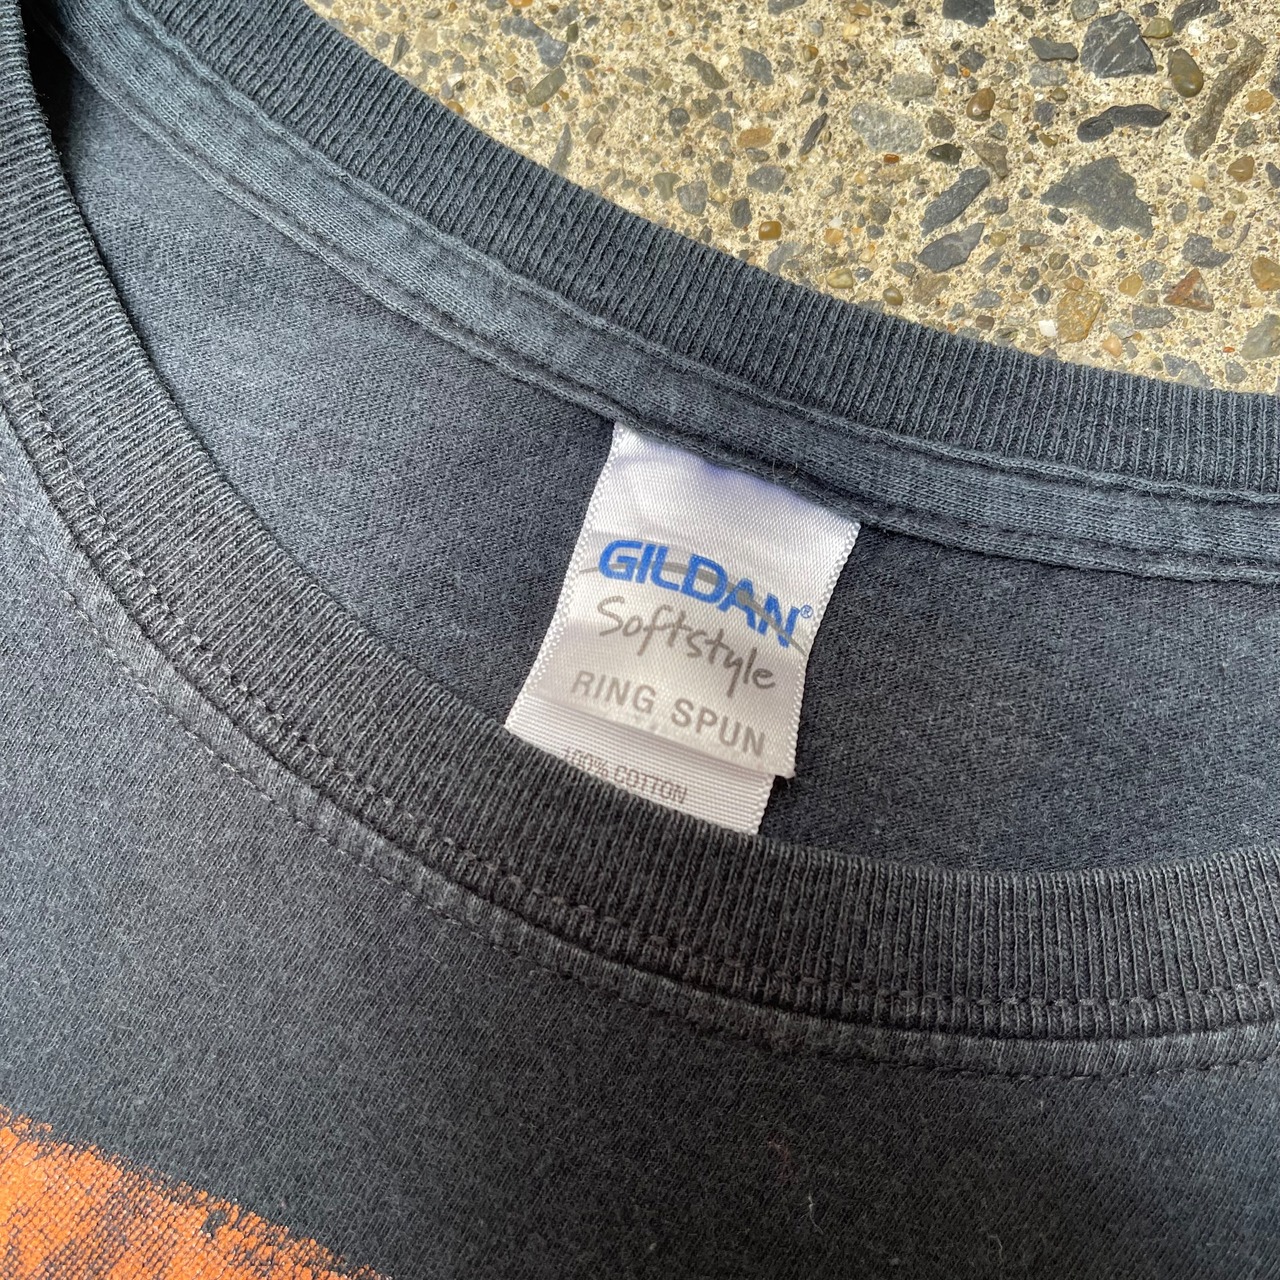 GILDAN®
Softstyle
RING SPUN
100% COTTON